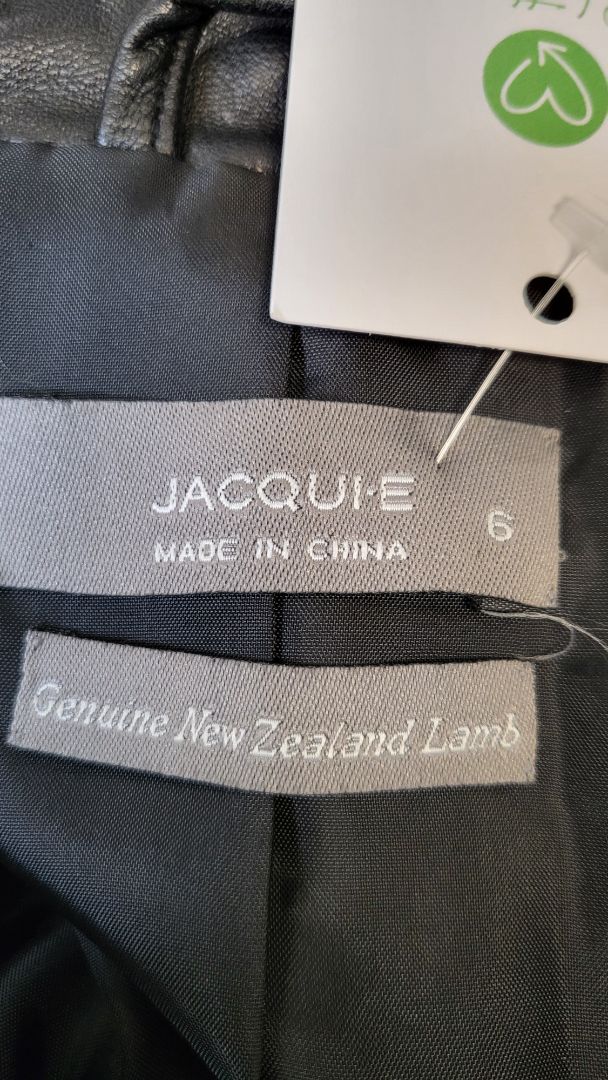 JACQUI·E
6
MADE IN CHINA
Genuine New Zealand Lamb